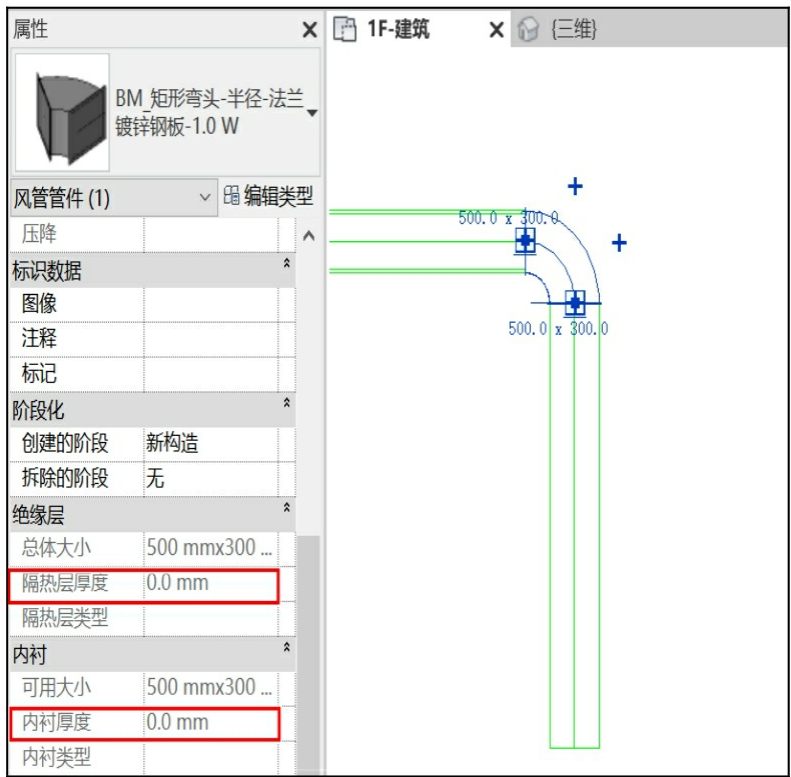 属性
BM_矩形弯头-半径-法兰
镀锌钢板-1.0 W
风管管件 (1)
编辑类型
压降
标识数据
图像
注释
标记
阶段化
创建的阶段 新构造
拆除的阶段 无
绝缘层
总体大小 500 mmx300 ...
隔热层厚度 0.0 mm
隔热层类型
内衬
可用大小 500 mmx300 ...
内衬厚度 0.0 mm
内衬类型
1F-建筑
{三维}
500.0 x 300.0
500.0 x 300.0